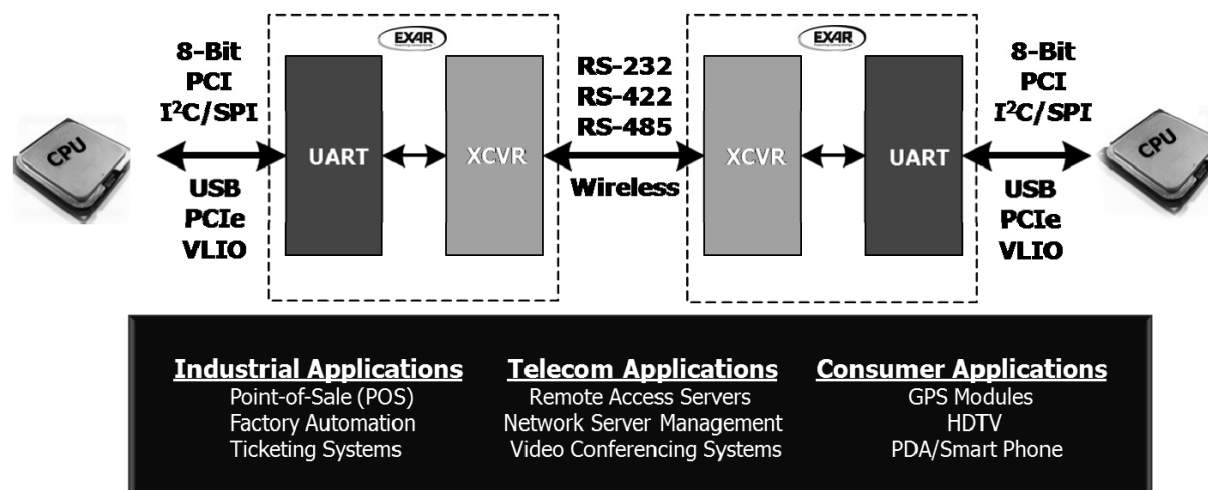 EXAR
EXAR
8-Bit
PCI
I²C/SPI
CPU
USB
PCIe
VLIO
UART
XCVR
RS-232
RS-422
RS-485
Wireless
XCVR
UART
8-Bit
PCI
I²C/SPI
USB
PCIe
VLIO
CPU
Industrial Applications
Point-of-Sale (POS)
Factory Automation
Ticketing Systems
Telecom Applications
Remote Access Servers
Network Server Management
Video Conferencing Systems
Consumer Applications
GPS Modules
HDTV
PDA/Smart Phone